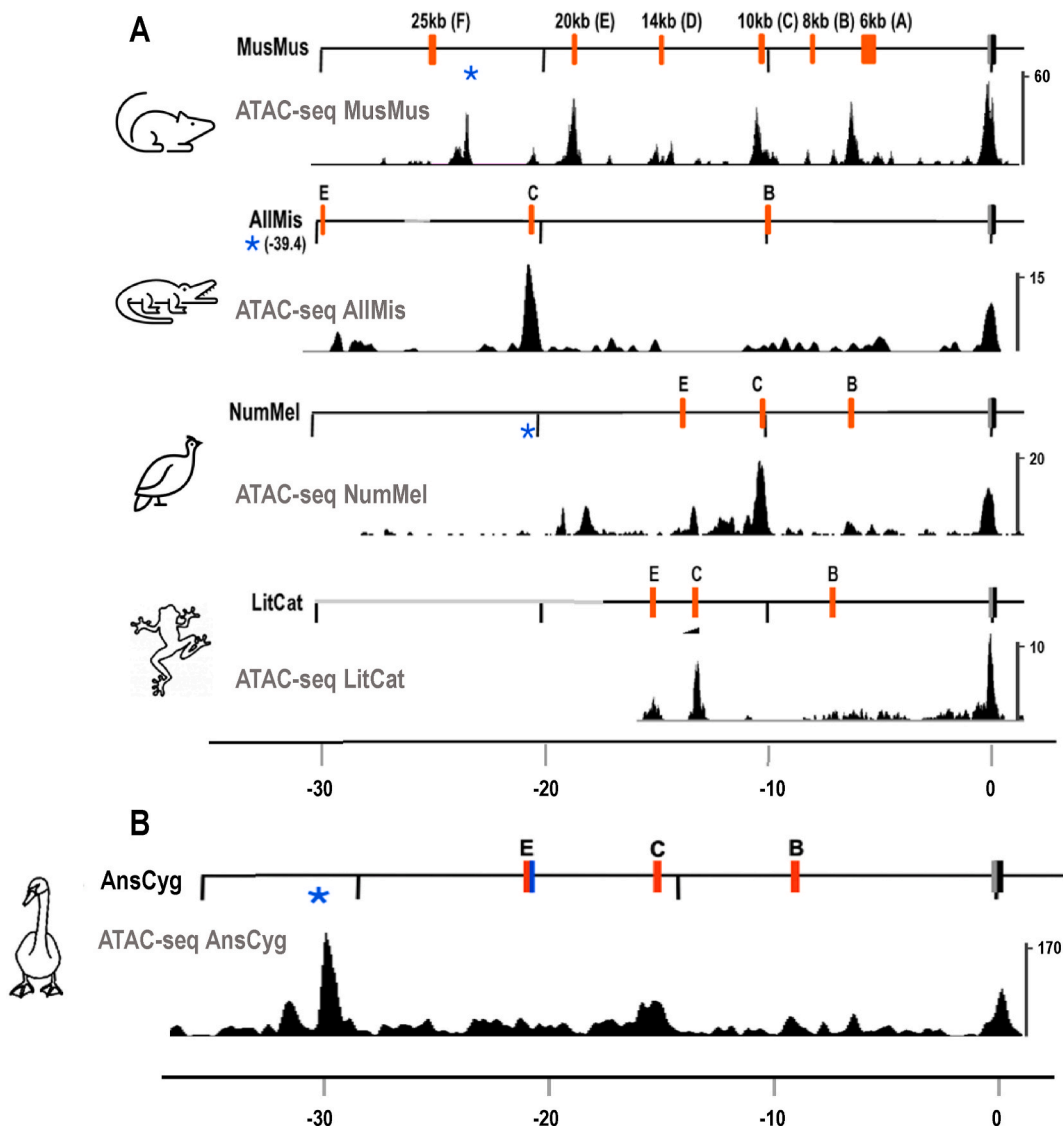 A
25kb (F) 20kb (E) 14kb (D) 10kb (C) 8kb (B) 6kb (A)
MusMus
*
60
ATAC-seq MusMus
E C B
AllMis
* (-39.4)
15
ATAC-seq AllMis
E C B
NumMel
*
20
ATAC-seq NumMel
E C B
LitCat
10
ATAC-seq LitCat
-30 -20 -10 0
B
E C B
AnsCyg
*
ATAC-seq AnsCyg
170
-30 -20 -10 0